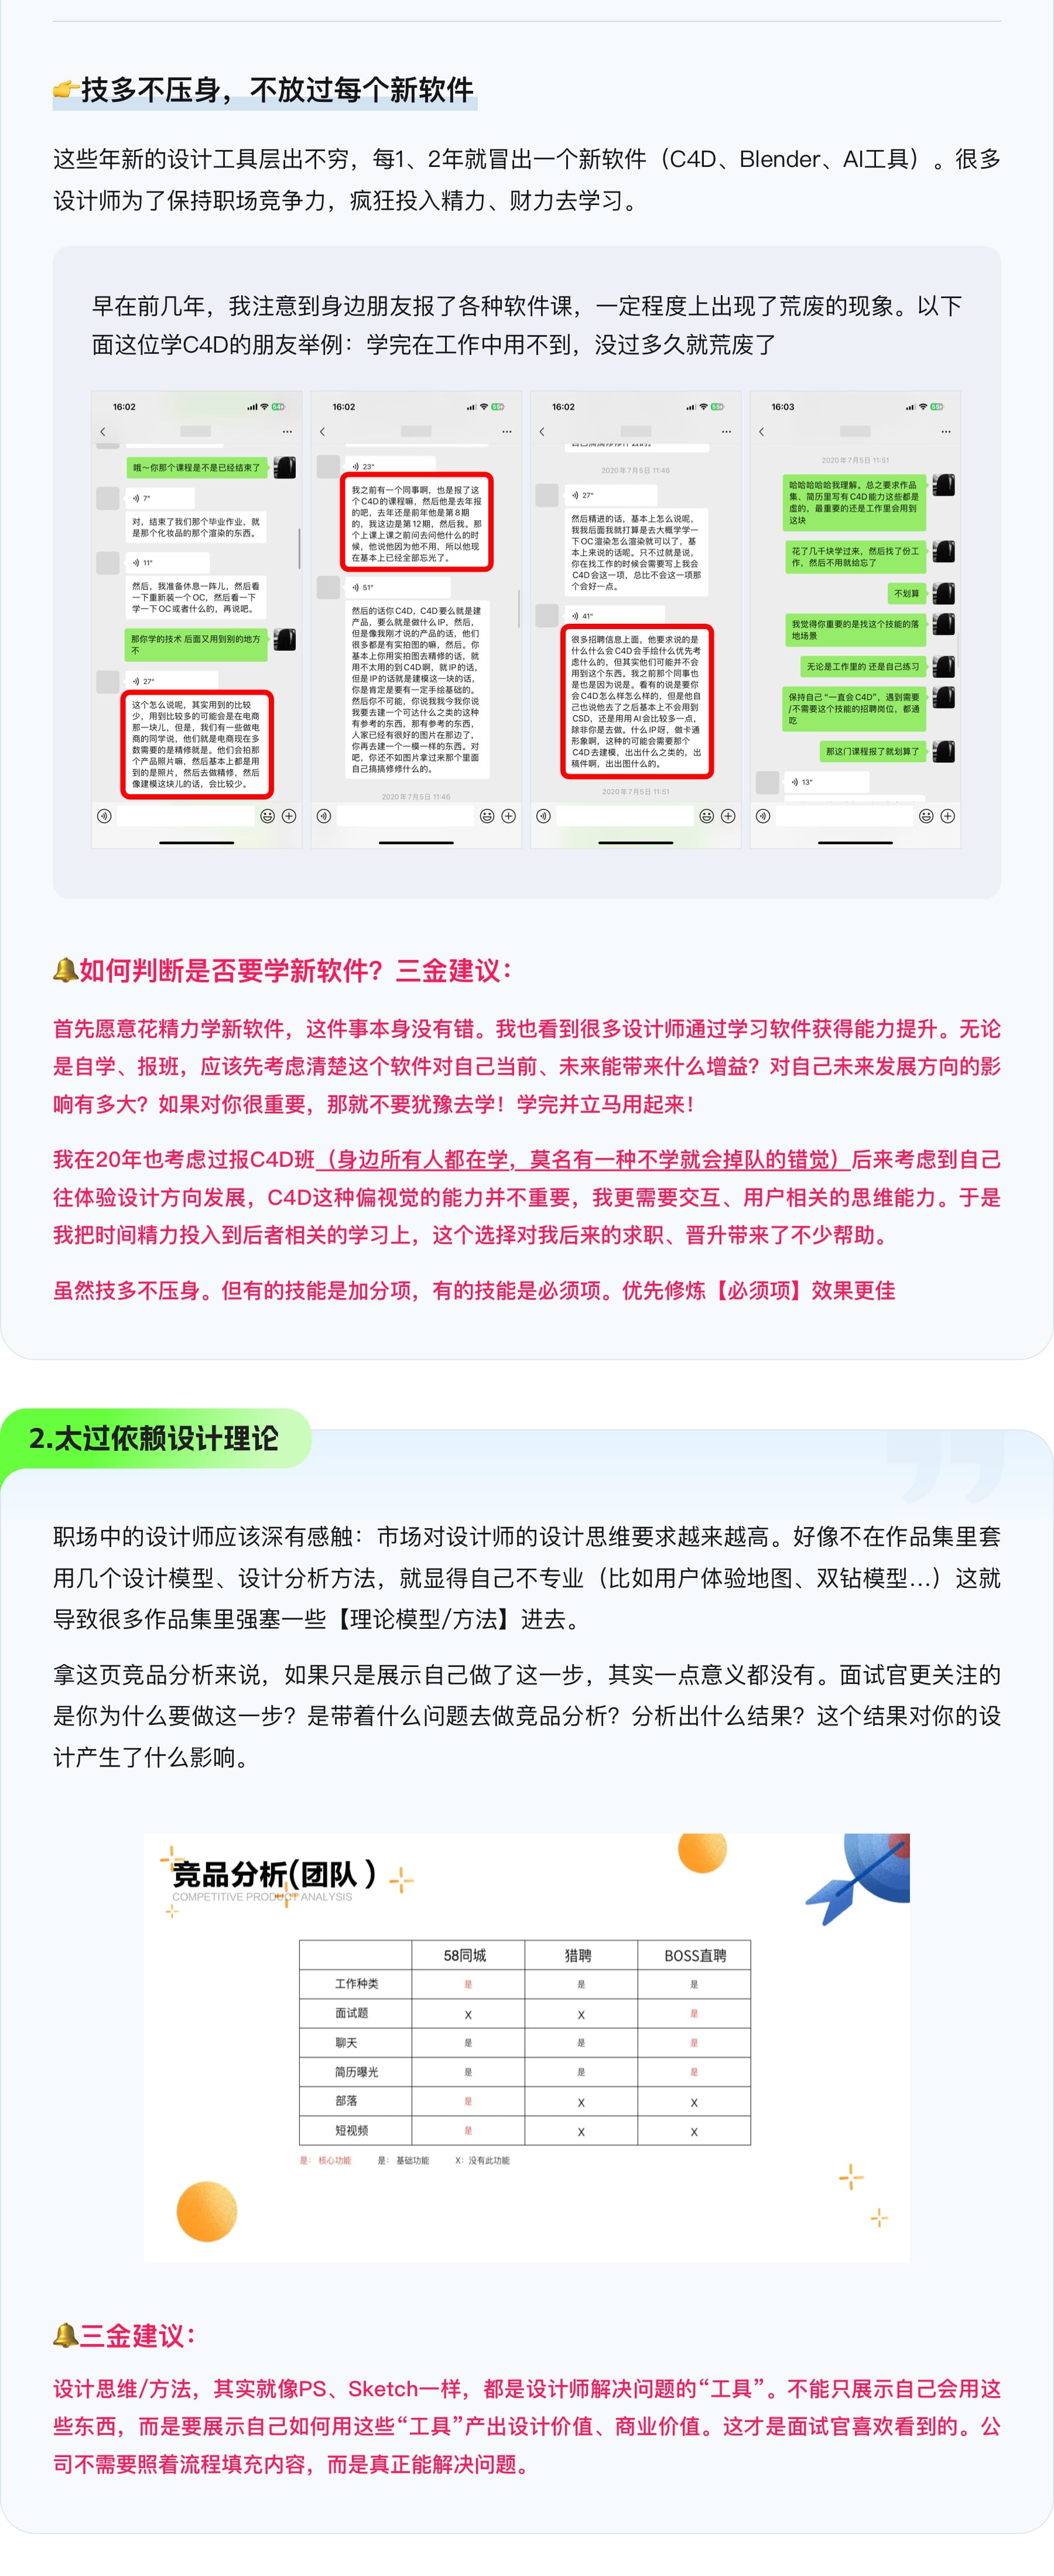 👉技多不压身，不放过每个新软件
这些年新的设计工具层出不穷，每1、2年就冒出一个新软件（C4D、Blender、AI工具）。很多
设计师为了保持职场竞争力，疯狂投入精力、财力去学习。
早在前几年，我注意到身边朋友报了各种软件课，一定程度上出现了荒废的现象。以下
面这位学C4D的朋友举例：学完在工作中用不到，没过多久就荒废了
16:02
哦～你那个课程是不是已经结束了
7"
对，结束了我们那个毕业作业，就
是那个化妆品的那个渲染的东西。
11"
然后，我准备休息一阵儿，然后看
一下重新装一个OC，然后看一下
学一下OC或者什么的，再说吧。
那你学的技术 后面又用到别的地方
不
27"
这个怎么说呢，其实用到的比较
少，用到比较多的可能会是在电商
那一块儿，但是，我们有一些做电
商的同学说，他们就是电商现在多
数需要的是精修就是。他们会拍那
个产品照片嘛，然后基本上都是用
到的是照片，然后去做精修，然后
像建模这块儿的话，会比较少。
16:02
23"
我之前有一个同事啊，也是报了这
个C4D的课程嘛，然后他是去年报
的吧，去年还是前年他是第8期
的，我这边是第12期，然后我。那
个上课上课之前问去问他什么的时
候，他说他因为他不用，所以他现
在基本上已经全部忘光了。
51"
然后的话你C4D，C4D要么就是建
产品，要么就是做什么IP，然后，
但是像我刚才说的产品的话，他们
很多都是有实拍图的嘛，然后。你
基本上你用实拍图去精修的话，就
用不太用的到C4D啊，就IP的话，
但是IP的话就是建模这一块的话，
你是肯定是要有一定手绘基础的。
然后你不可能，你说我我今我你说
我要去建一个可达什么之类的这种
有参考的东西，那有参考的东西，
人家已经有很好的图片在那边了，
你再去建一个一模一样的东西。对
吧，你还不如图片拿过来那个里面
自己搞搞修修什么的。
2020年7月5日 11:46
16:02
2020年7月5日 11:46
27"
然后精进的话，基本上怎么说呢，
我我后面我就打算是去大概学学一
下OC渲染怎么渲染就可以了，基
本上来说的话呢。只不过就是说，
你在找工作的时候会需要写上我会
C4D会这一项，总比不会这一项那
个会好一点。
41"
很多招聘信息上面，他要求说的是
什么什么会C4D会手绘什么优先考
虑什么的，但其实他们可能并不会
用到这个东西。我之前那个同事也
是也是因为说是。看有的说是要你
会C4D怎么样怎么样的，但是他自
己也说他去了之后基本上不会用到
CSD，还是用用AI会比较多一点，
除非你是去做。什么IP呀，做卡通
形象啊，这种的可能会需要那个
C4D去建模，出出什么之类的，出
稿件啊，出出图什么的。
2020年7月5日 11:51
16:03
2020年7月5日 11:51
哈哈哈哈哈我理解。总之要求作品
集、简历里写有C4D能力这些都是
虚的，最重要的还是工作里会用到
这块
花了几千块学过来，然后找了份工
作，然后不用就给忘了
不划算
我觉得你重要的是找这个技能的落
地场景
无论是工作里的 还是自己练习
保持自己“一直会C4D”，遇到需要
/不需要这个技能的招聘岗位，都通
吃
那这门课程报了就划算了
13"
🔔如何判断是否要学新软件？三金建议：
首先愿意花精力学新软件，这件事本身没有错。我也看到很多设计师通过学习软件获得能力提升。无论
是自学、报班，应该先考虑清楚这个软件对自己当前、未来能带来什么增益？对自己未来发展方向的影
响有多大？如果对你很重要，那就不要犹豫去学！学完并立马用起来！
我在20年也考虑过报C4D班（身边所有人都在学，莫名有一种不学就会掉队的错觉）后来考虑到自己
往体验设计方向发展，C4D这种偏视觉的能力并不重要，我更需要交互、用户相关的思维能力。于是
我把时间精力投入到后者相关的学习上，这个选择对我后来的求职、晋升带来了不少帮助。
虽然技多不压身。但有的技能是加分项，有的技能是必须项。优先修炼【必须项】效果更佳
2.太过依赖设计理论
职场中的设计师应该深有感触：市场对设计师的设计思维要求越来越高。好像不在作品集里套
用几个设计模型、设计分析方法，就显得自己不专业（比如用户体验地图、双钻模型...）这就
导致很多作品集里强塞一些【理论模型/方法】进去。
拿这页竞品分析来说，如果只是展示自己做了这一步，其实一点意义都没有。面试官更关注的
是你为什么要做这一步？是带着什么问题去做竞品分析？分析出什么结果？这个结果对你的设
计产生了什么影响。
竞品分析(团队）
COMPETITIVE PRODUCT ANALYSIS
58同城 猎聘 BOSS直聘
工作种类 是 是 是
面试题 X X 是
聊天 是 是 是
简历曝光 是 是 是
部落 是 X X
短视频 是 X X
是：核心功能 是：基础功能 X：没有此功能
🔔三金建议：
设计思维/方法，其实就像PS、Sketch一样，都是设计师解决问题的“工具”。不能只展示自己会用这
些东西，而是要展示自己如何用这些“工具”产出设计价值、商业价值。这才是面试官喜欢看到的。公
司不需要照着流程填充内容，而是真正能解决问题。